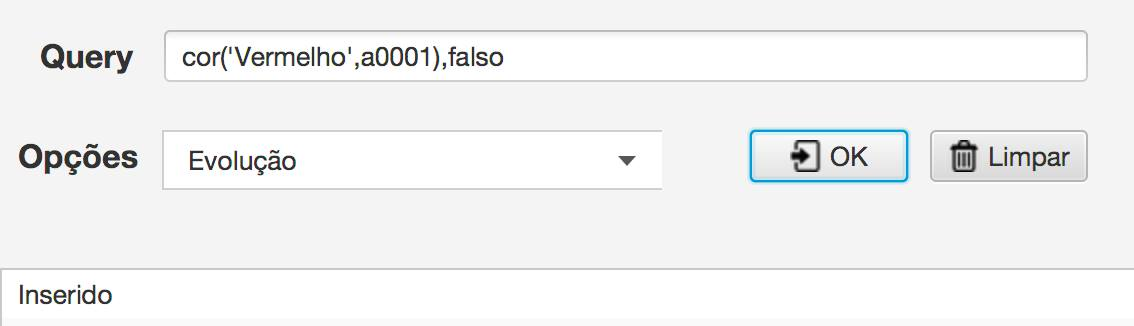 Query cor('Vermelho',a0001),falso
Opções Evolução OK Limpar
Inserido